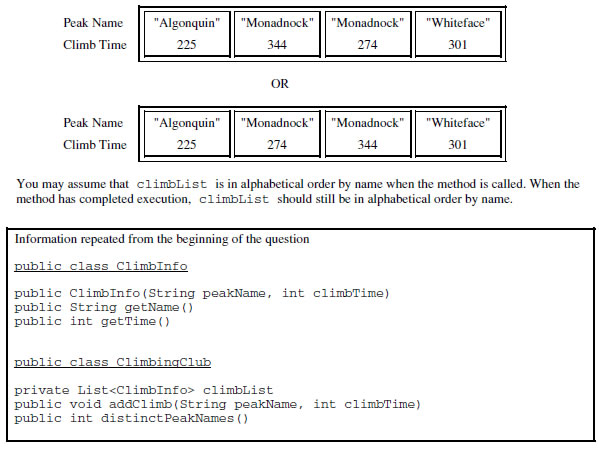 Peak Name "Algonquin" "Monadnock" "Monadnock" "Whiteface"
Climb Time 225 344 274 301
OR
Peak Name "Algonquin" "Monadnock" "Monadnock" "Whiteface"
Climb Time 225 274 344 301
You may assume that climbList is in alphabetical order by name when the method is called. When the
method has completed execution, climbList should still be in alphabetical order by name.
Information repeated from the beginning of the question
public class ClimbInfo
public ClimbInfo(String peakName, int climbTime)
public String getName()
public int getTime()
public class ClimbingClub
private List<ClimbInfo> climbList
public void addClimb(String peakName, int climbTime)
public int distinctPeakNames()